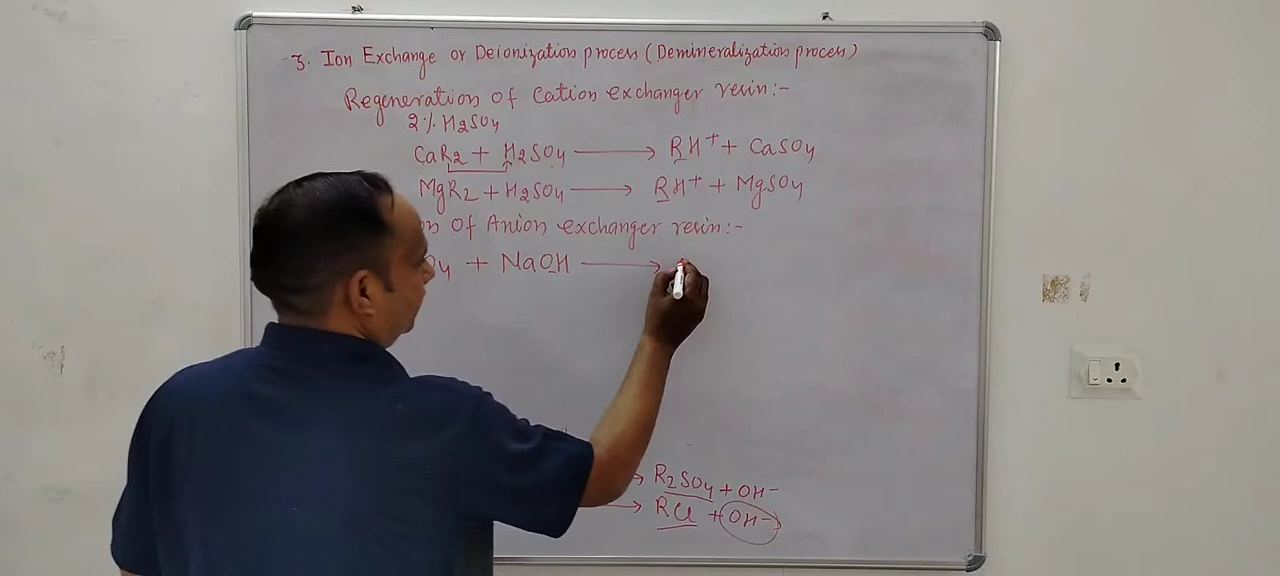 3. Ion Exchange or Deionization process (Demineralization process)
Regeneration of Cation exchanger resin:-
2% H2SO4
CaR2 + H2SO4 ⟶ RH+ + CaSO4
MgR2 + H2SO4 ⟶ RH+ + MgSO4
of Anion exchanger resin:-
+ NaOH ⟶
R2SO4 + OH-
RCl + OH-